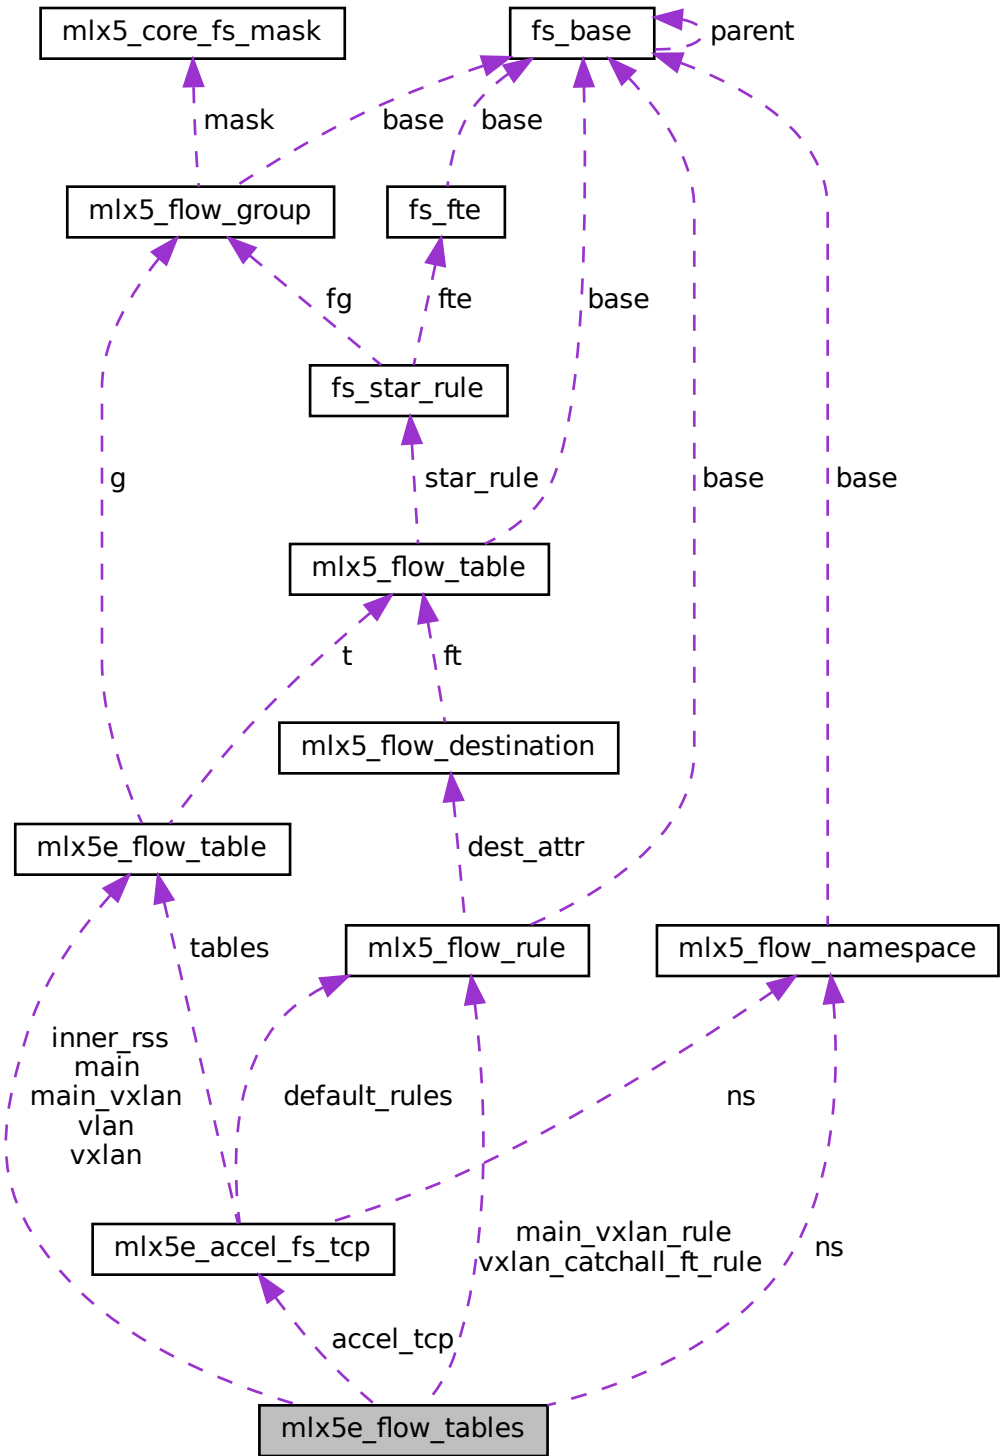 mlx5_core_fs_mask
fs_base
parent
mask
base
base
mlx5_flow_group
fs_fte
fg
fte
base
fs_star_rule
g
star_rule
base
base
mlx5_flow_table
t
ft
mlx5_flow_destination
mlx5e_flow_table
dest_attr
tables
mlx5_flow_rule
mlx5_flow_namespace
inner_rss
main
main_vxlan
vlan
vxlan
default_rules
ns
mlx5e_accel_fs_tcp
main_vxlan_rule
vxlan_catchall_ft_rule
ns
accel_tcp
mlx5e_flow_tables